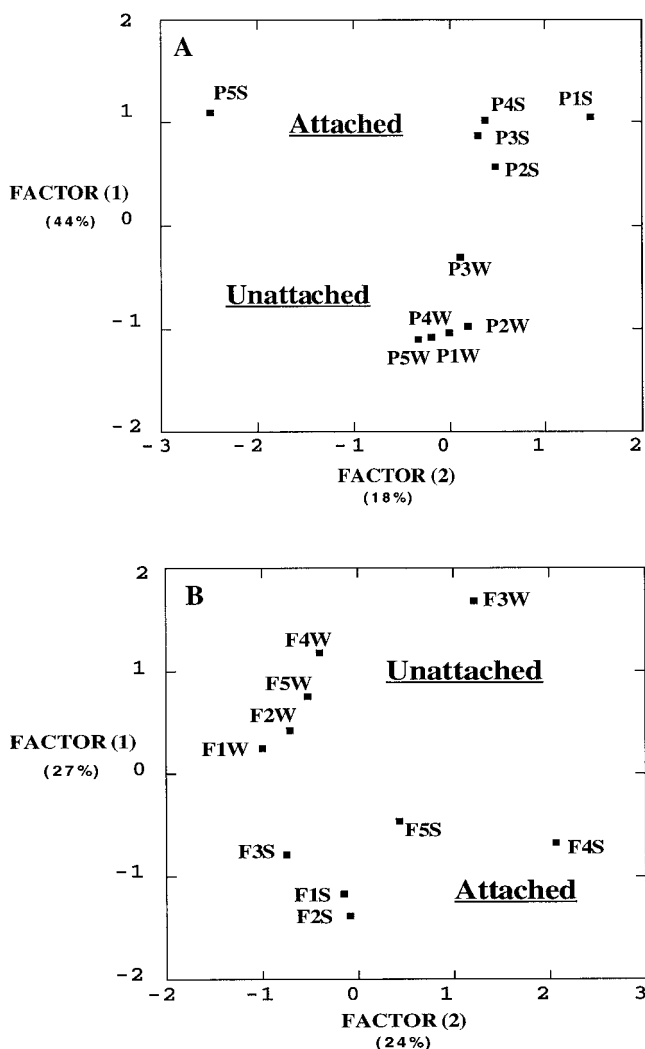 2
A
P5S
P4S
P1S
1
Attached
P3S
P2S
FACTOR (1)
(44%)
0
P3W
Unattached
P4W
P2W
-1
P5W
P1W
-2
-3
-2
-1
0
1
2
FACTOR (2)
(18%)
2
B
F3W
F4W
Unattached
1
F5W
F2W
FACTOR (1)
(27%)
F1W
0
F5S
F4S
F3S
-1
F1S
Attached
F2S
-2
-2
-1
0
1
2
3
FACTOR (2)
(24%)